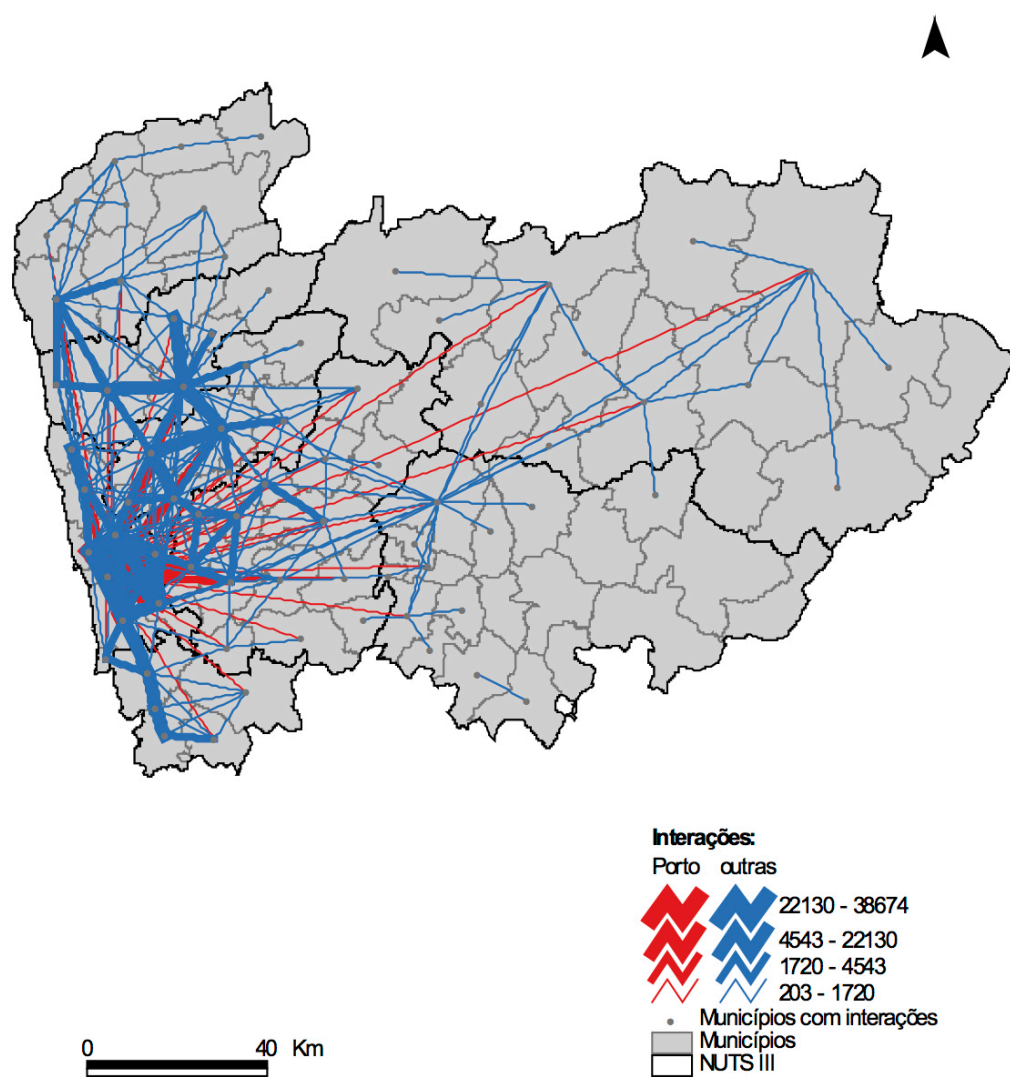 Interações:
Porto outras
22130 - 38674
4543 - 22130
1720 - 4543
203 - 1720
Municípios com interações
Municípios
NUTS III
0 40 Km